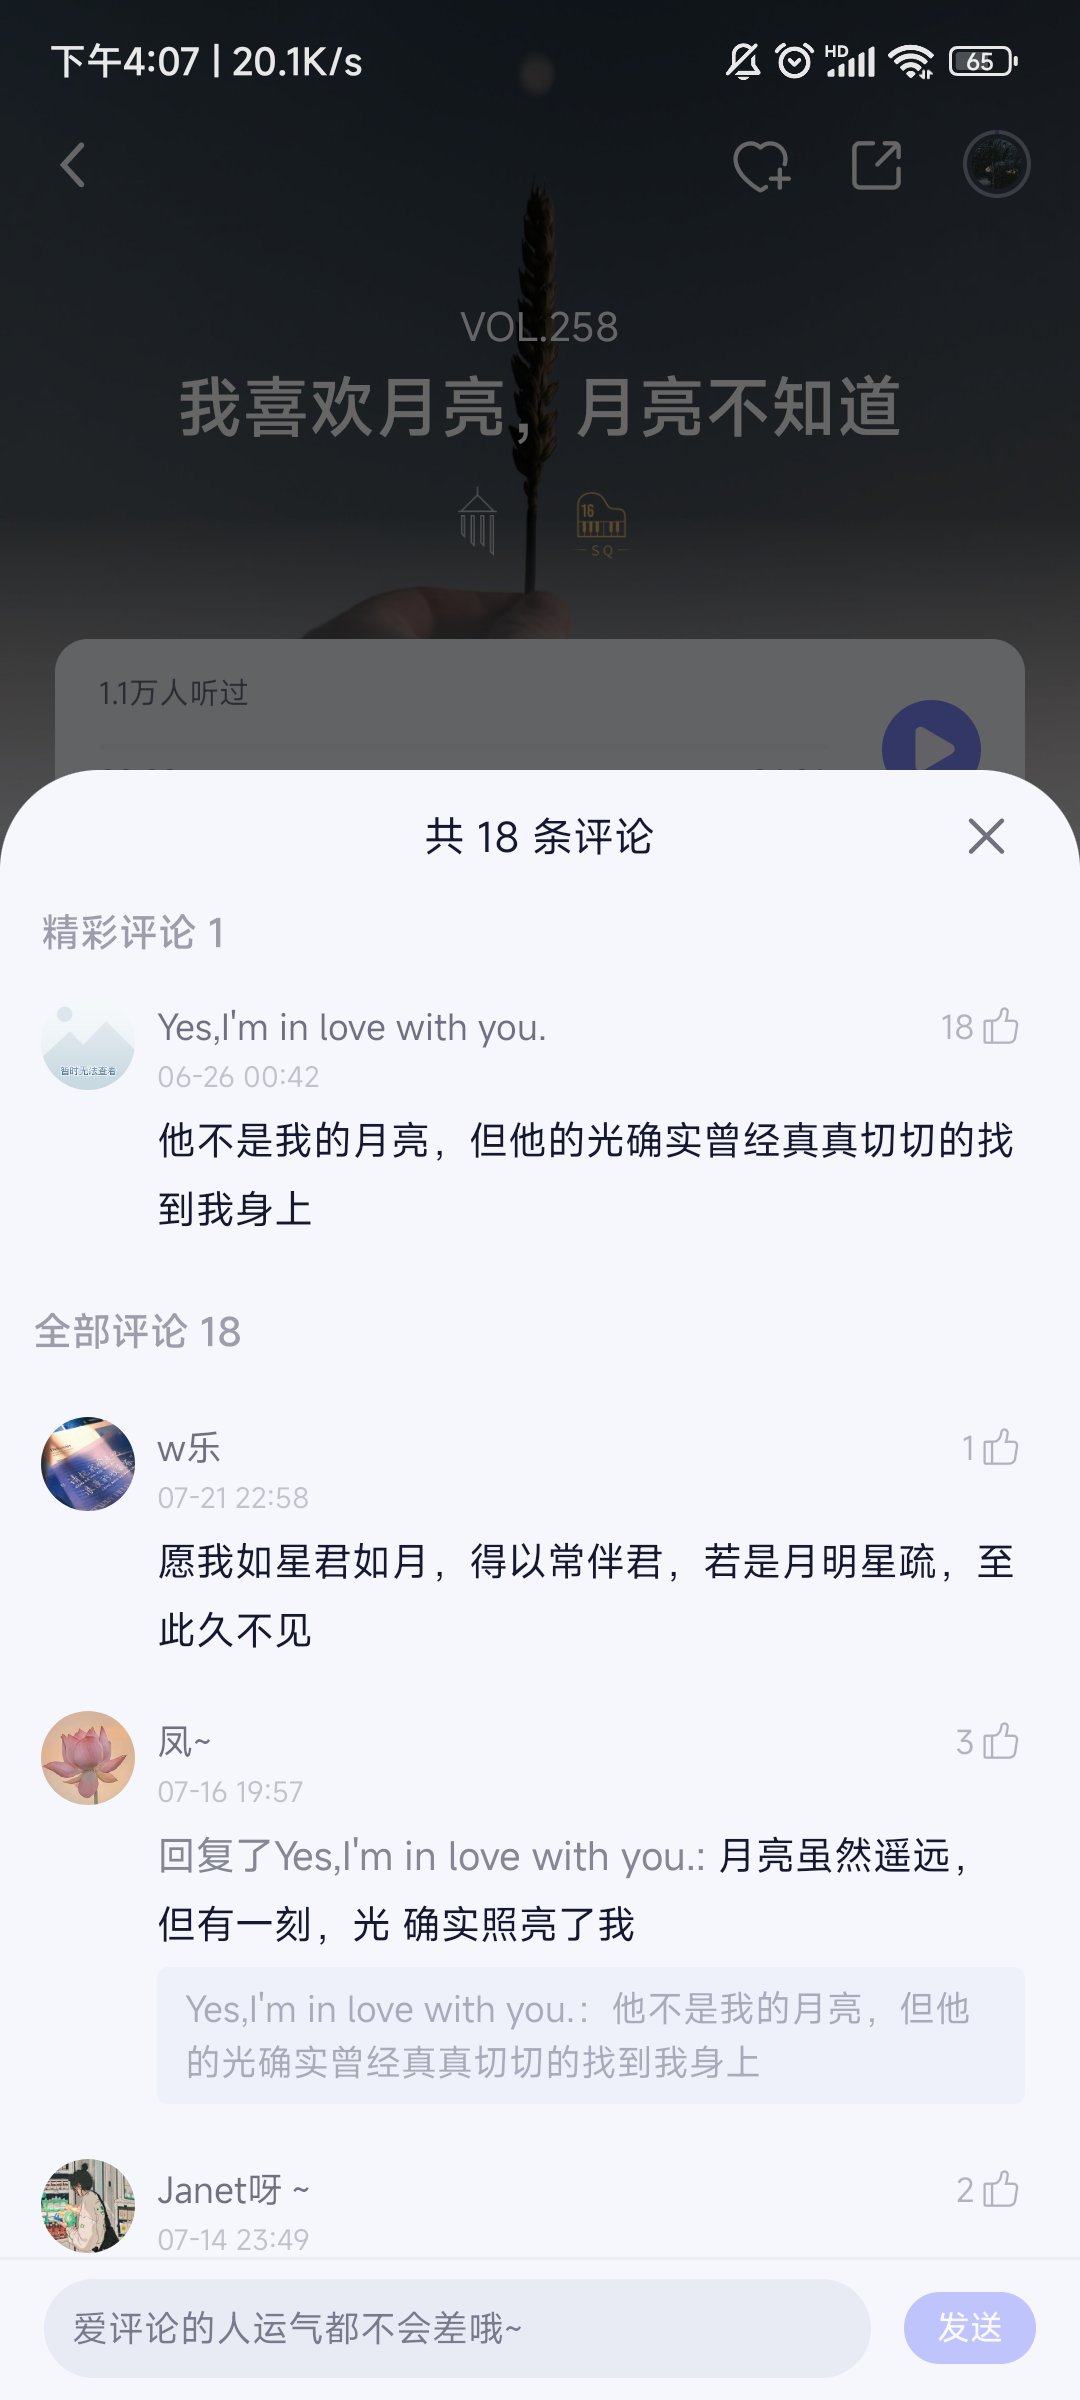 下午4:07 | 20.1K/s
HD
65
VOL.258
我喜欢月亮，月亮不知道
16
SQ
1.1万人听过
共 18 条评论
精彩评论 1
Yes,I'm in love with you.
18
暂时无法查看
06-26 00:42
他不是我的月亮，但他的光确实曾经真真切切的找
到我身上
全部评论 18
w乐
1
07-21 22:58
愿我如星君如月，得以常伴君，若是月明星疏，至
此久不见
凤~
3
07-16 19:57
回复了Yes,I'm in love with you.: 月亮虽然遥远，
但有一刻，光 确实照亮了我
Yes,I'm in love with you.：他不是我的月亮，但他
的光确实曾经真真切切的找到我身上
Janet呀 ~
2
07-14 23:49
爱评论的人运气都不会差哦~
发送